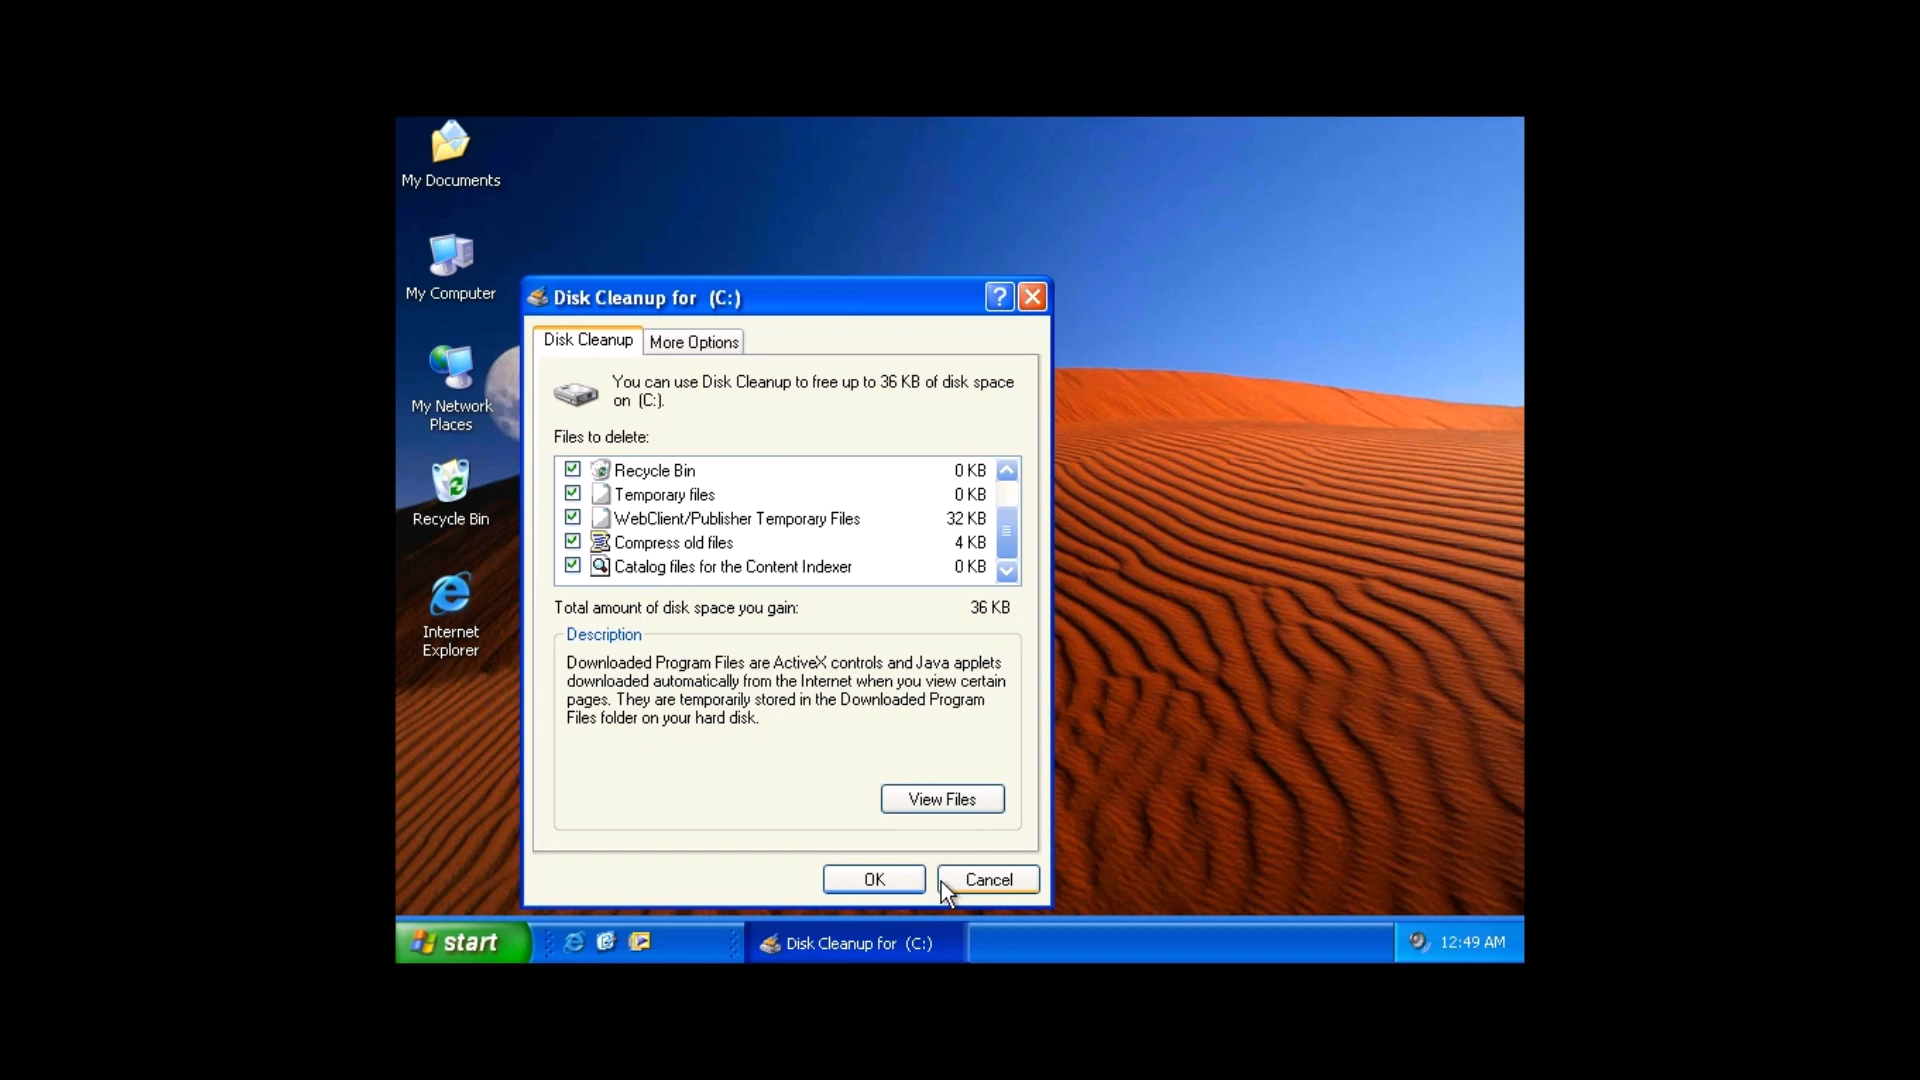 My Documents
My Computer
My Network
Places
Recycle Bin
Internet
Explorer
Disk Cleanup for (C:)
?
Disk Cleanup
More Options
You can use Disk Cleanup to free up to 36 KB of disk space
on (C:).
Files to delete:
Recycle Bin 0 KB
Temporary files 0 KB
WebClient/Publisher Temporary Files 32 KB
Compress old files 4 KB
Catalog files for the Content Indexer 0 KB
Total amount of disk space you gain: 36 KB
Description
Downloaded Program Files are ActiveX controls and Java applets
downloaded automatically from the Internet when you view certain
pages. They are temporarily stored in the Downloaded Program
Files folder on your hard disk.
View Files
OK
Cancel
start
Disk Cleanup for (C:)
12:49 AM